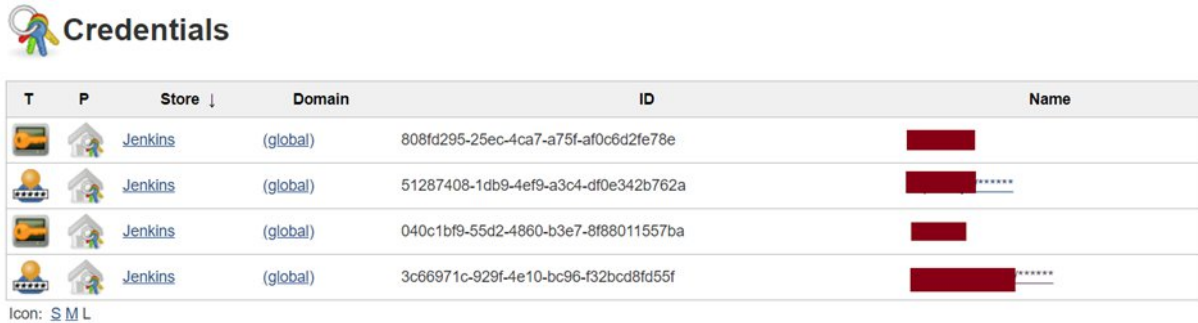 Credentials
T P Store ↓ Domain ID Name
Jenkins (global) 808fd295-25ec-4ca7-a75f-af0c6d2fe78e
Jenkins (global) 51287408-1db9-4ef9-a3c4-df0e342b762a /******
Jenkins (global) 040c1bf9-55d2-4860-b3e7-8f88011557ba
Jenkins (global) 3c66971c-929f-4e10-bc96-f32bcd8fd55f /******
Icon: S M L